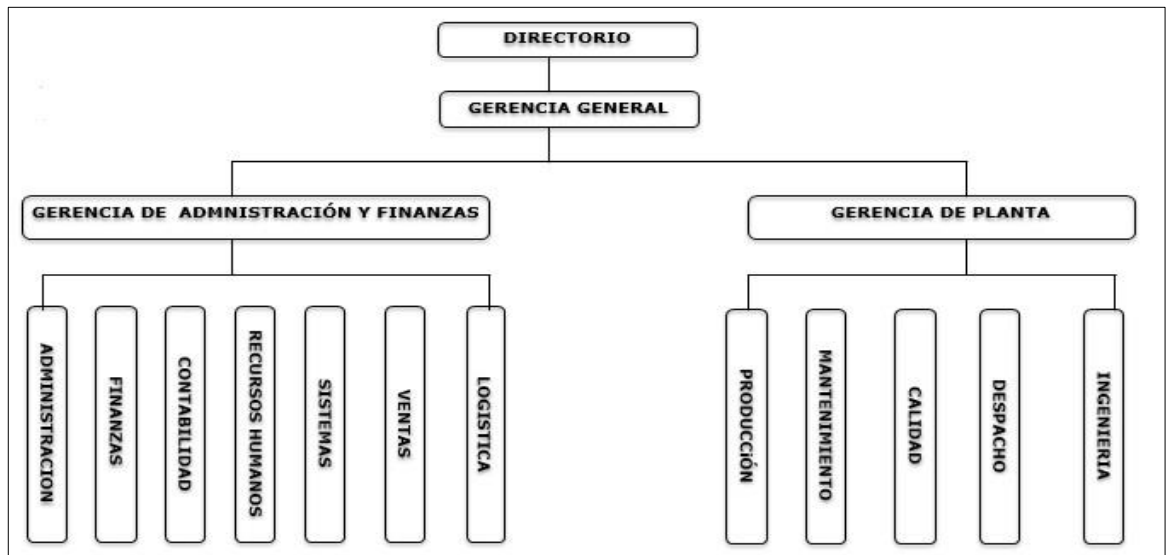 DIRECTORIO
GERENCIA GENERAL
GERENCIA DE ADMNISTRACIÓN Y FINANZAS
GERENCIA DE PLANTA
ADMINISTRACION
FINANZAS
CONTABILIDAD
RECURSOS HUMANOS
SISTEMAS
VENTAS
LOGISTICA
PRODUCCiÓN
MANTENIMIENTO
CALIDAD
DESPACHO
INGENIERIA